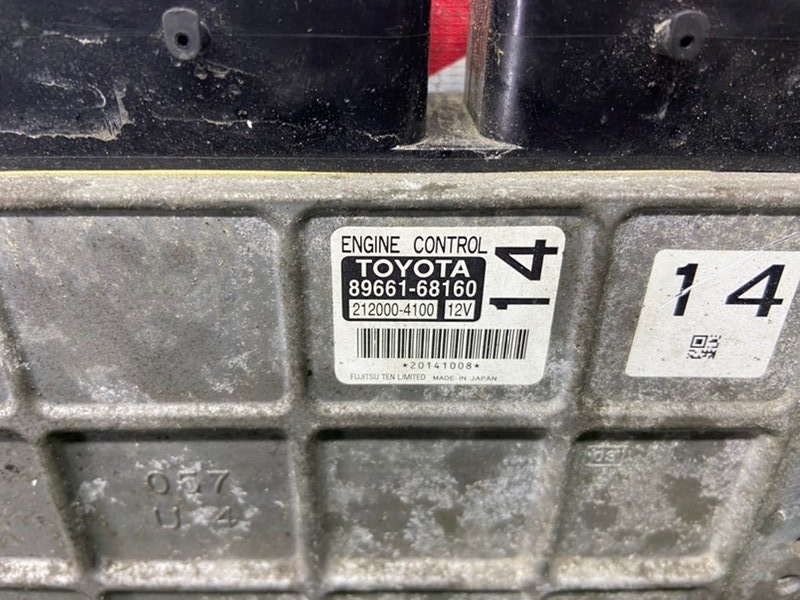 ENGINE CONTROL
14
TOYOTA
89661-68160
212000-4100 12V
*20141008*
FUJITSU TEN LIMITED MADE IN JAPAN
14
057
U 4